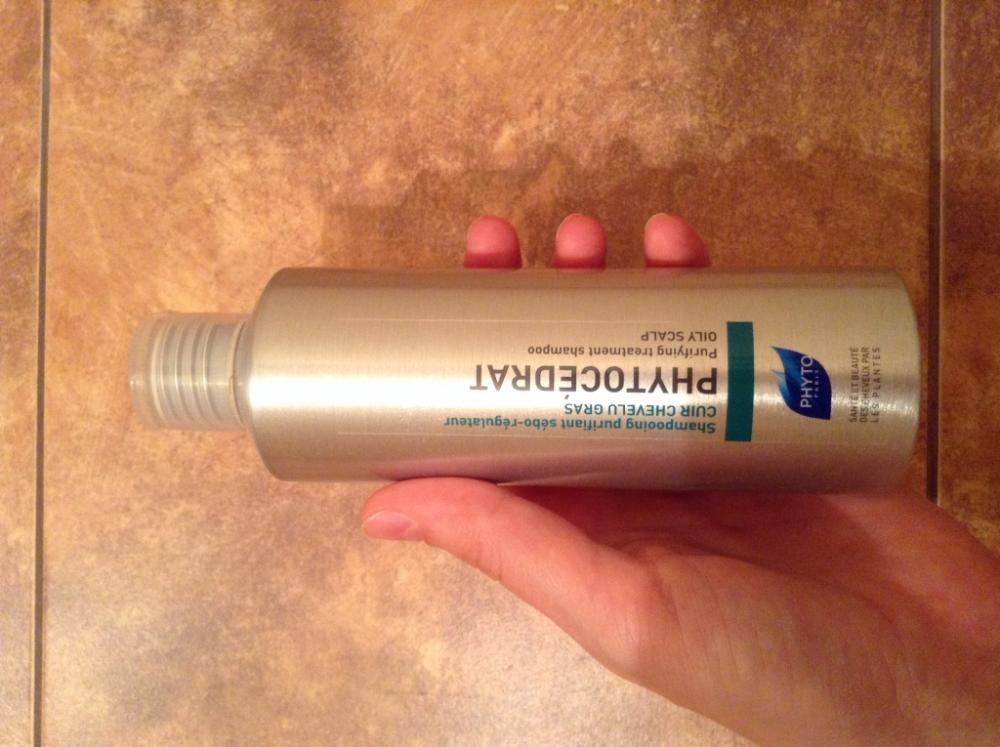 Shampooing purifiant sébo-régulateur
CUIR CHEVELU GRAS
PHYTOCÉDRAT
Purifying treatment shampoo
OILY SCALP
PHYTO
PARIS
SANTÉ ET BEAUTÉ
DES CHEVEUX PAR
LES PLANTES